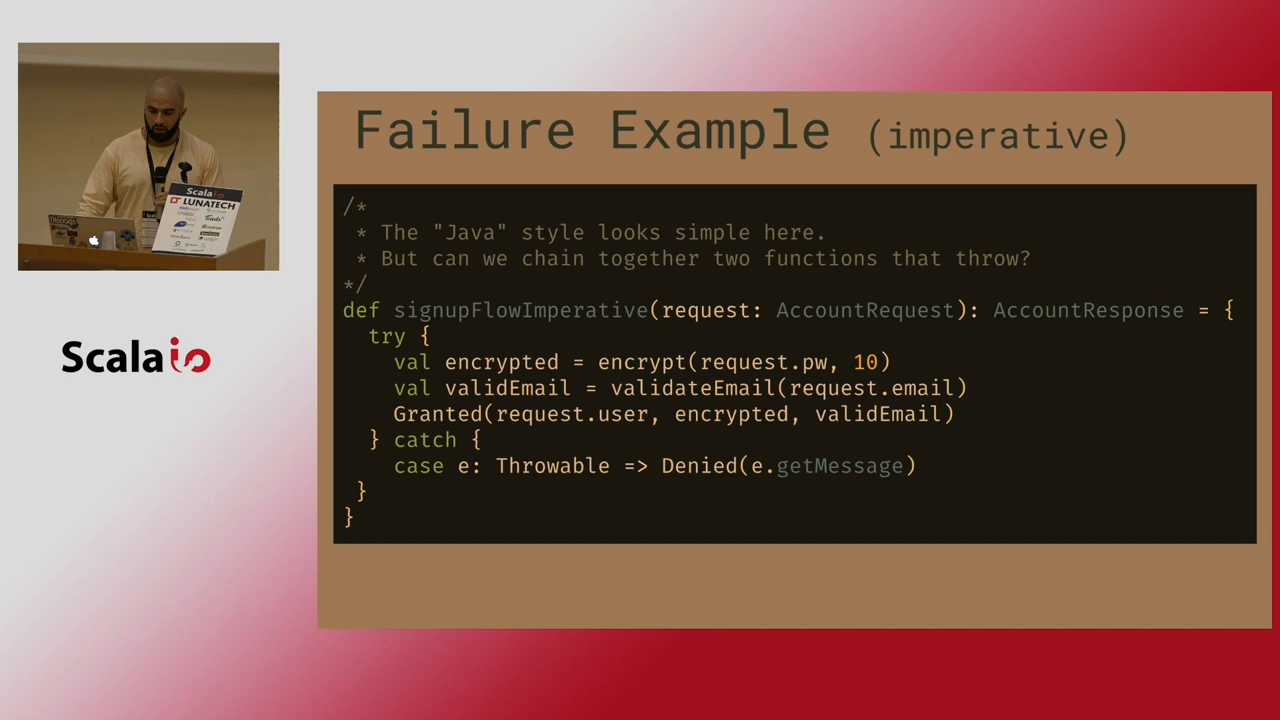 Failure Example (imperative)
/*
 * The "Java" style looks simple here.
 * But can we chain together two functions that throw?
*/
def signupFlowImperative(request: AccountRequest): AccountResponse = {
  try {
    val encrypted = encrypt(request.pw, 10)
    val validEmail = validateEmail(request.email)
    Granted(request.user, encrypted, validEmail)
  } catch {
    case e: Throwable => Denied(e.getMessage)
 }
}
Scala
LUNATECH
Scalaio